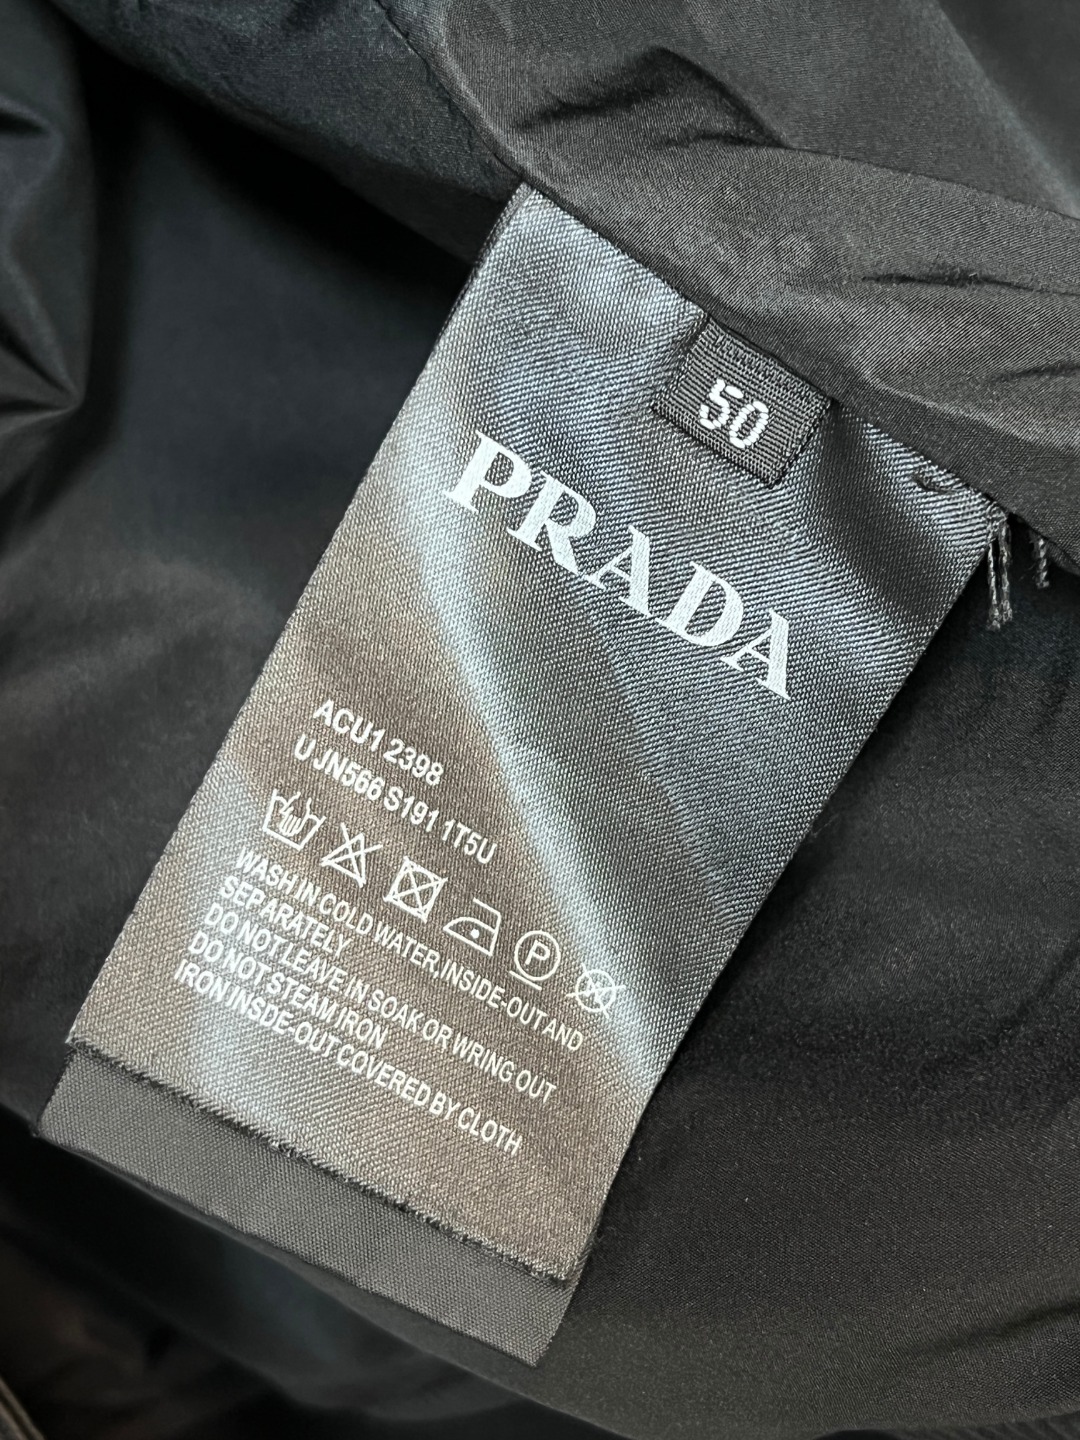 50
PRADA
ACU1 2398
U JN566 S191 1T5U
P
WASH,IN COLD WATER,INSIDE-OUT AND
SEPARATELY
DO NOT LEAVE IN SOAK OR WRING OUT
DO NOT STEAM IRON
IRON INSDE-OUT COVERED BY CLOTH